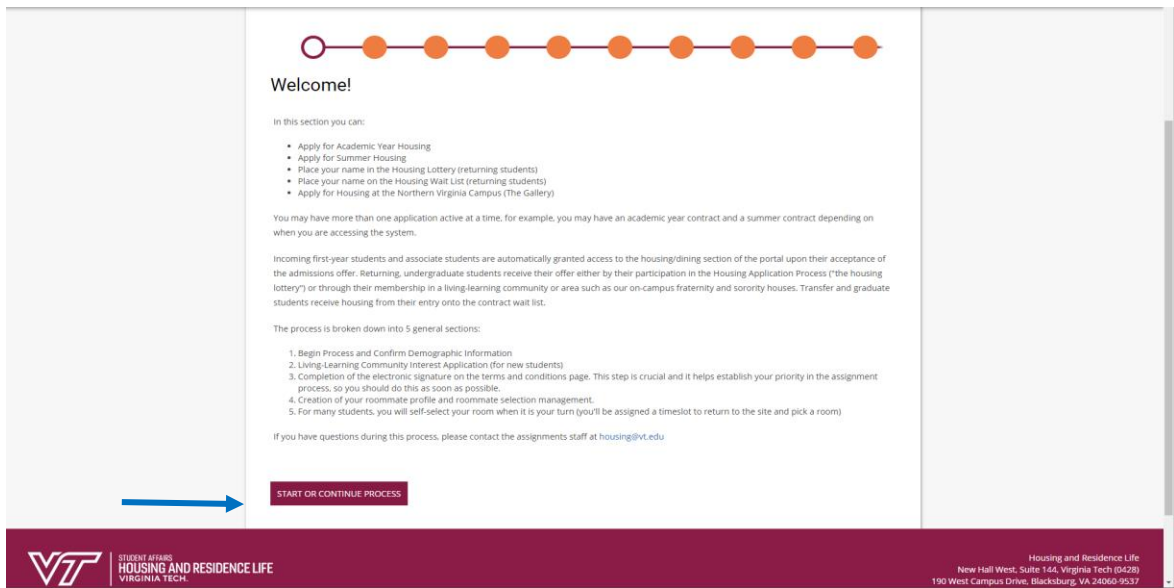 Welcome!
In this section you can:
Apply for Academic Year Housing
Apply for Summer Housing
Place your name in the Housing Lottery (returning students)
Place your name on the Housing Wait List (returning students)
Apply for Housing at the Northern Virginia Campus (The Gallery)
You may have more than one application active at a time, for example, you may have an academic year contract and a summer contract depending on
when you are accessing the system.
Incoming first-year students and associate students are automatically granted access to the housing/dining section of the portal upon their acceptance of
the admissions offer. Returning, undergraduate students receive their offer either by their participation in the Housing Application Process ("the housing
lottery") or through their membership in a living-learning community or area such as our on-campus fraternity and sorority houses. Transfer and graduate
students receive housing from their entry onto the contract wait list.
The process is broken down into 5 general sections:
1. Begin Process and Confirm Demographic Information
2. Living-Learning Community Interest Application (for new students)
3. Completion of the electronic signature on the terms and conditions page. This step is crucial and it helps establish your priority in the assignment
process, so you should do this as soon as possible.
4. Creation of your roommate profile and roommate selection management.
5. For many students, you will self-select your room when it is your turn (you'll be assigned a timeslot to return to the site and pick a room)
If you have questions during this process, please contact the assignments staff at housing@vt.edu
START OR CONTINUE PROCESS
VT
STUDENT AFFAIRS
HOUSING AND RESIDENCE LIFE
VIRGINIA TECH.
Housing and Residence Life
New Hall West, Suite 144, Virginia Tech (0428)
190 West Campus Drive, Blacksburg, VA 24060-9537